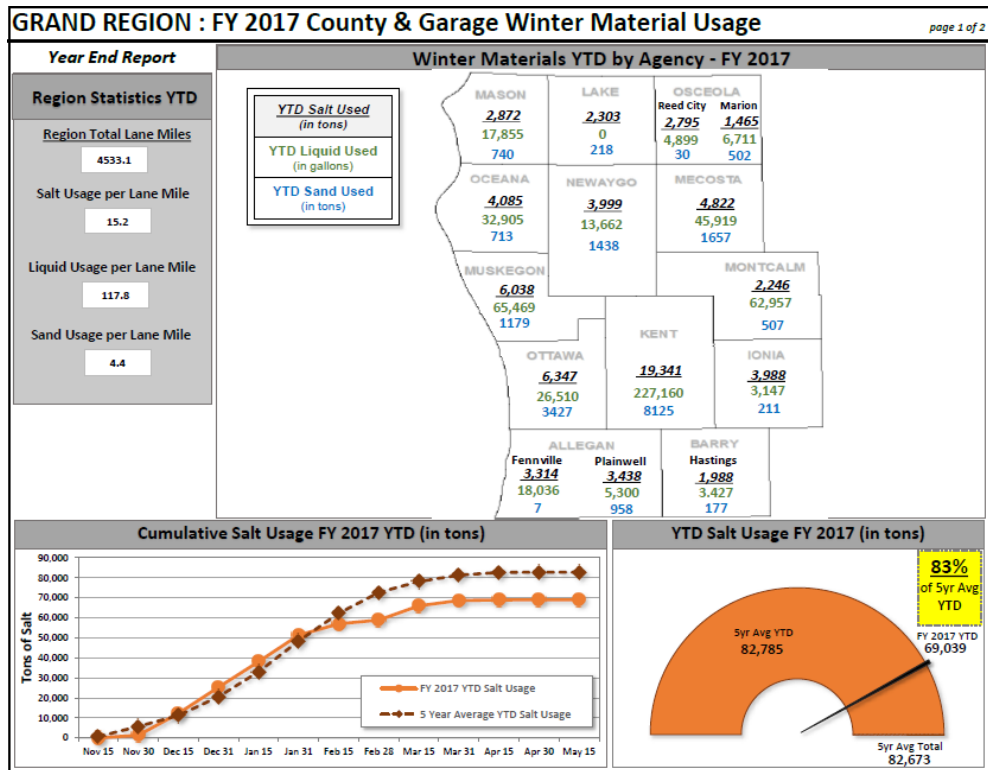 GRAND REGION : FY 2017 County & Garage Winter Material Usage
page 1 of 2
Year End Report
Region Statistics YTD
Region Total Lane Miles
4533.1
Salt Usage per Lane Mile
15.2
Liquid Usage per Lane Mile
117.8
Sand Usage per Lane Mile
4.4
Winter Materials YTD by Agency - FY 2017
YTD Salt Used
(in tons)
YTD Liquid Used
(in gallons)
YTD Sand Used
(in tons)
MASON
2,872
17,855
740
LAKE
2,303
0
218
OSCEOLA
Reed City
2,795
4,899
30
Marion
1,465
6,711
502
OCEANA
4,085
32,905
713
NEWAYGO
3,999
13,662
1438
MECOSTA
4,822
45,919
1657
MUSKEGON
6,038
65,469
1179
MONTCALM
2,246
62,957
507
OTTAWA
6,347
26,510
3427
KENT
19,341
227,160
8125
IONIA
3,988
3,147
211
ALLEGAN
Fennville
3,314
18,036
7
Plainwell
3,438
5,300
958
BARRY
Hastings
1,988
3.427
177
Cumulative Salt Usage FY 2017 YTD (in tons)
Tons of Salt
90,000
80,000
70,000
60,000
50,000
40,000
30,000
20,000
10,000
0
Nov 15 Nov 30 Dec 15 Dec 31 Jan 15 Jan 31 Feb 15 Feb 28 Mar 15 Mar 31 Apr 15 Apr 30 May 15
FY 2017 YTD Salt Usage
5 Year Average YTD Salt Usage
YTD Salt Usage FY 2017 (in tons)
83%
of 5yr Avg
YTD
FY 2017 YTD
69,039
5yr Avg YTD
82,785
5yr Avg Total
82,673